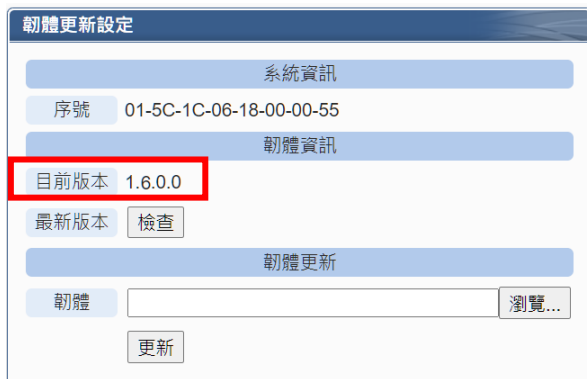 韌體更新設定
系統資訊
序號 01-5C-1C-06-18-00-00-55
韌體資訊
目前版本 1.6.0.0
最新版本 檢查
韌體更新
韌體 瀏覽...
更新